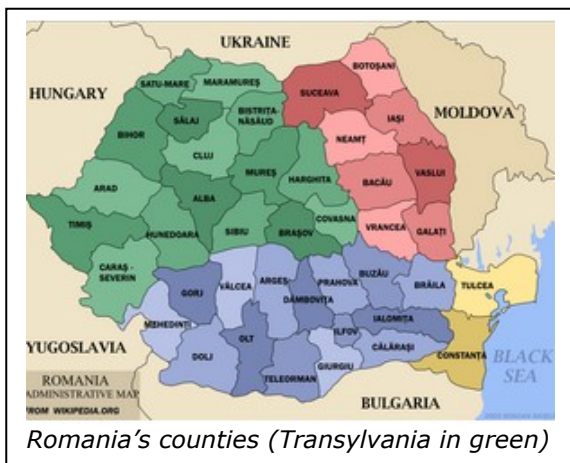 UKRAINE
BOTOȘANI
SATU-MARE
MARAMUREȘ
SUCEAVA
HUNGARY
BISTRIȚA-
NĂSĂUD
IAȘI
MOLDOVA
SĂLAJ
BIHOR
NEAMȚ
CLUJ
MUREȘ
HARGHITA
VASLUI
ARAD
ALBA
BACĂU
TIMIȘ
HUNEDOARA
SIBIU
BRAȘOV
COVASNA
VRANCEA
GALAȚI
CARAȘ -
SEVERIN
BUZĂU
GORJ
VÂLCEA
ARGEȘ
PRAHOVA
BRĂILA
TULCEA
DAMBOVIȚA
MEHEDINȚI
IALOMIȚA
YUGOSLAVIA
OLT
ILFOV
CĂLĂRAȘI
CONSTANȚA
BLACK
SEA
DOLJ
TELEORMAN
GIURGIU
ROMANIA
ADMINISTRATIVE MAP
FROM WIKIPEDIA.ORG
BULGARIA
Romania's counties (Transylvania in green)